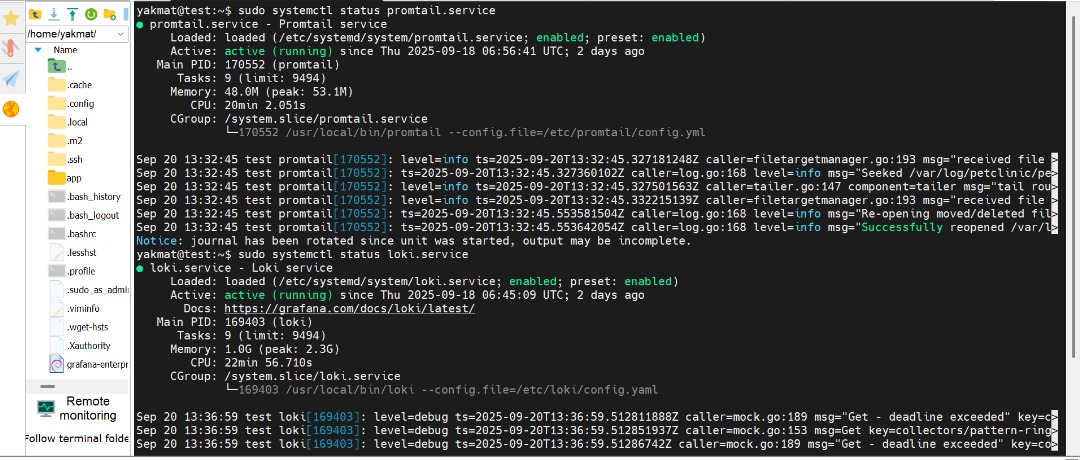 /home/yakmat/
Name
..
.cache
.config
.local
.m2
.ssh
app
.bash_history
.bash_logout
.bashrc
.lesshst
.profile
.sudo_as_admi
.viminfo
.wget-hsts
.Xauthority
grafana-enterpr
Remote
monitoring
Follow terminal folde
yakmat@test:~$ sudo systemctl status promtail.service
● promtail.service - Promtail service
Loaded: loaded (/etc/systemd/system/promtail.service; enabled; preset: enabled)
Active: active (running) since Thu 2025-09-18 06:56:41 UTC; 2 days ago
Main PID: 170552 (promtail)
Tasks: 9 (limit: 9494)
Memory: 48.0M (peak: 53.1M)
CPU: 20min 2.051s
CGroup: /system.slice/promtail.service
└─170552 /usr/local/bin/promtail --config.file=/etc/promtail/config.yml
Sep 20 13:32:45 test promtail[170552]: level=info ts=2025-09-20T13:32:45.327181248Z caller=filetargetmanager.go:193 msg="received file >
Sep 20 13:32:45 test promtail[170552]: ts=2025-09-20T13:32:45.327360102Z caller=log.go:168 level=info msg="Seeked /var/log/petclinic/pe>
Sep 20 13:32:45 test promtail[170552]: level=info ts=2025-09-20T13:32:45.327501563Z caller=tailer.go:147 component=tailer msg="tail rou>
Sep 20 13:32:45 test promtail[170552]: level=info ts=2025-09-20T13:32:45.332215139Z caller=filetargetmanager.go:193 msg="received file >
Sep 20 13:32:45 test promtail[170552]: ts=2025-09-20T13:32:45.553581504Z caller=log.go:168 level=info msg="Re-opening moved/deleted fil>
Sep 20 13:32:45 test promtail[170552]: ts=2025-09-20T13:32:45.553642054Z caller=log.go:168 level=info msg="Successfully reopened /var/l>
Notice: journal has been rotated since unit was started, output may be incomplete.
yakmat@test:~$ sudo systemctl status loki.service
● loki.service - Loki service
Loaded: loaded (/etc/systemd/system/loki.service; enabled; preset: enabled)
Active: active (running) since Thu 2025-09-18 06:45:09 UTC; 2 days ago
Docs: https://grafana.com/docs/loki/latest/
Main PID: 169403 (loki)
Tasks: 9 (limit: 9494)
Memory: 1.0G (peak: 2.3G)
CPU: 22min 56.710s
CGroup: /system.slice/loki.service
└─169403 /usr/local/bin/loki --config.file=/etc/loki/config.yaml
Sep 20 13:36:59 test loki[169403]: level=debug ts=2025-09-20T13:36:59.512811888Z caller=mock.go:189 msg="Get - deadline exceeded" key=c>
Sep 20 13:36:59 test loki[169403]: level=debug ts=2025-09-20T13:36:59.512851937Z caller=mock.go:153 msg=Get key=collectors/pattern-ring>
Sep 20 13:36:59 test loki[169403]: level=debug ts=2025-09-20T13:36:59.51286742Z caller=mock.go:189 msg="Get - deadline exceeded" key=co>